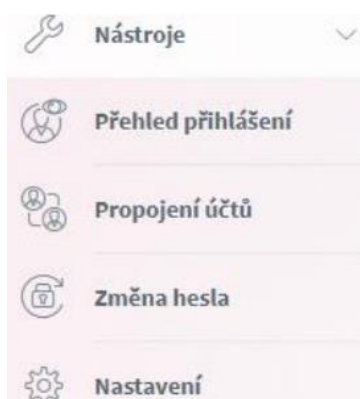 Nástroje
Přehled přihlášení
Propojení účtů
Změna hesla
Nastavení